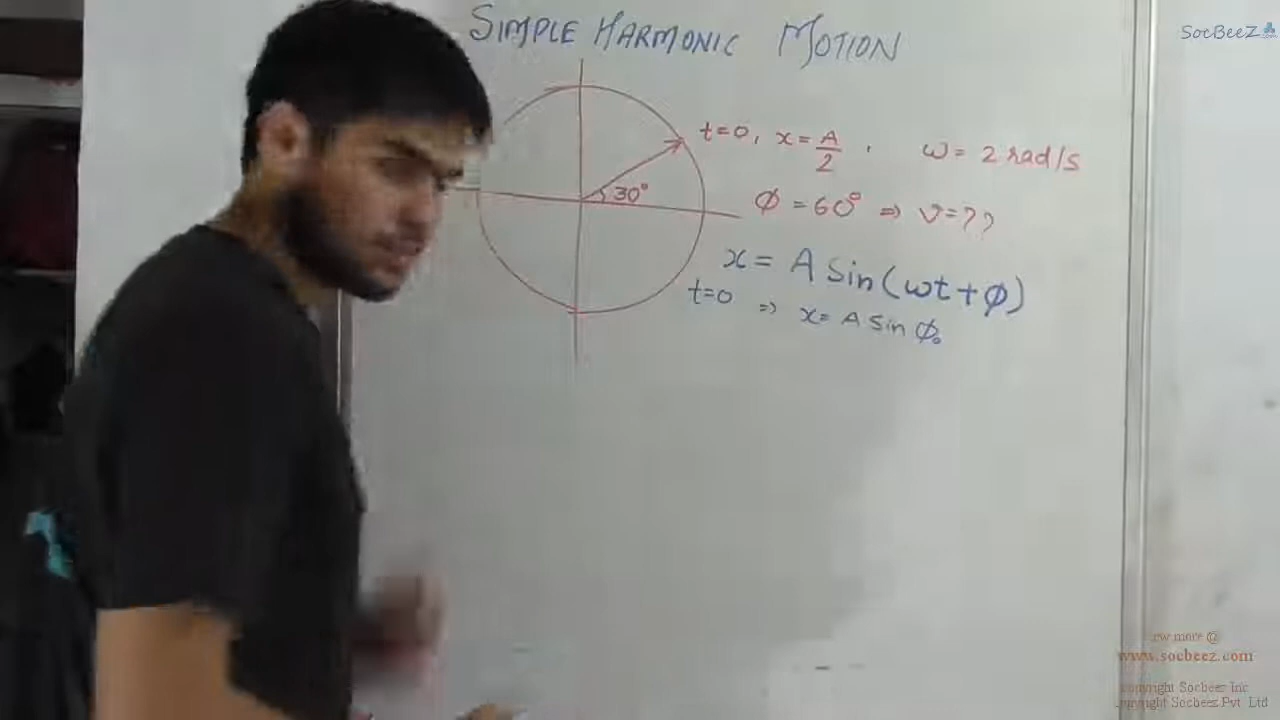 SIMPLE HARMONIC MOTION
SocBeeZ
t=0, x = A/2 , ω = 2 rad/s
30°
φ = 60° ⇒ v=??
x = A Sin(ωt+φ)
t=0 ⇒ x= A Sin φ₀
www.socbeez.com
copyright Socbeez Inc
copyright Socbeez Pvt Ltd